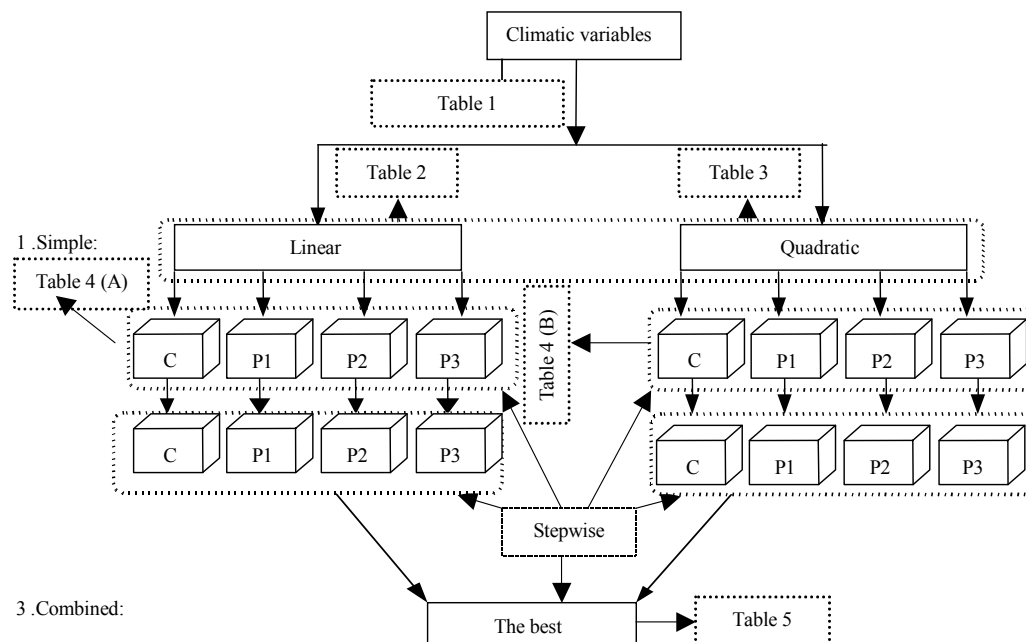 Climatic variables
Table 1
Table 2
Table 3
1 .Simple:
Linear
Quadratic
Table 4 (A)
Table 4 (B)
C P1 P2 P3
C P1 P2 P3
C P1 P2 P3
C P1 P2 P3
Stepwise
3 .Combined:
The best
Table 5